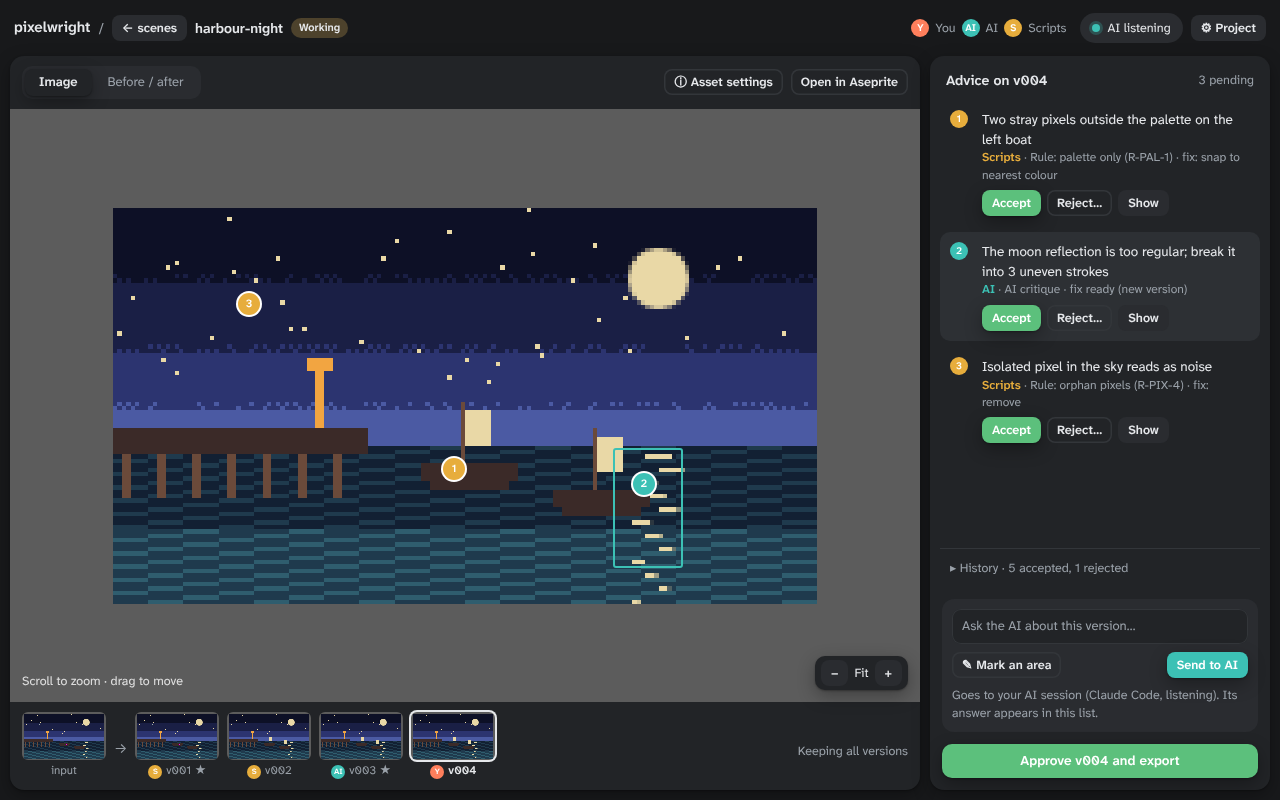 pixelwright / ← scenes harbour-night Working
Y You AI AI S Scripts AI listening ⚙ Project
Image Before / after
ⓘ Asset settings Open in Aseprite
3
1
2
Scroll to zoom · drag to move
− Fit +
input → S v001 ★ S v002 AI v003 ★ Y v004
Keeping all versions
Advice on v004 3 pending
1 Two stray pixels outside the palette on the
left boat
Scripts · Rule: palette only (R-PAL-1) · fix: snap to
nearest colour
Accept Reject… Show
2 The moon reflection is too regular; break it
into 3 uneven strokes
AI · AI critique · fix ready (new version)
Accept Reject… Show
3 Isolated pixel in the sky reads as noise
Scripts · Rule: orphan pixels (R-PIX-4) · fix:
remove
Accept Reject… Show
▸ History · 5 accepted, 1 rejected
Ask the AI about this version…
✎ Mark an area Send to AI
Goes to your AI session (Claude Code, listening). Its
answer appears in this list.
Approve v004 and export